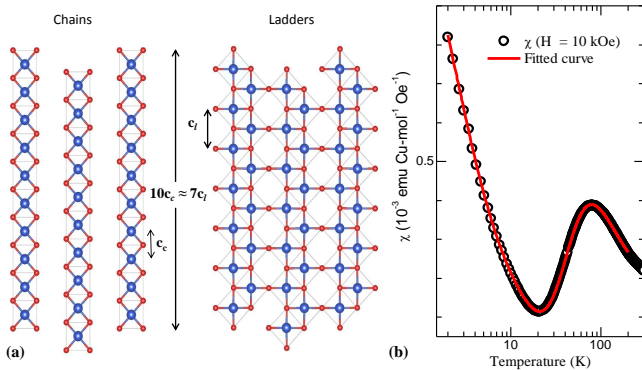 Chains
Ladders
c_l
10c_c ≈ 7c_l
c_c
(a)
χ (H = 10 kOe)
Fitted curve
χ (10⁻³ emu Cu-mol⁻¹ Oe⁻¹)
0.5
10
100
Temperature (K)
(b)